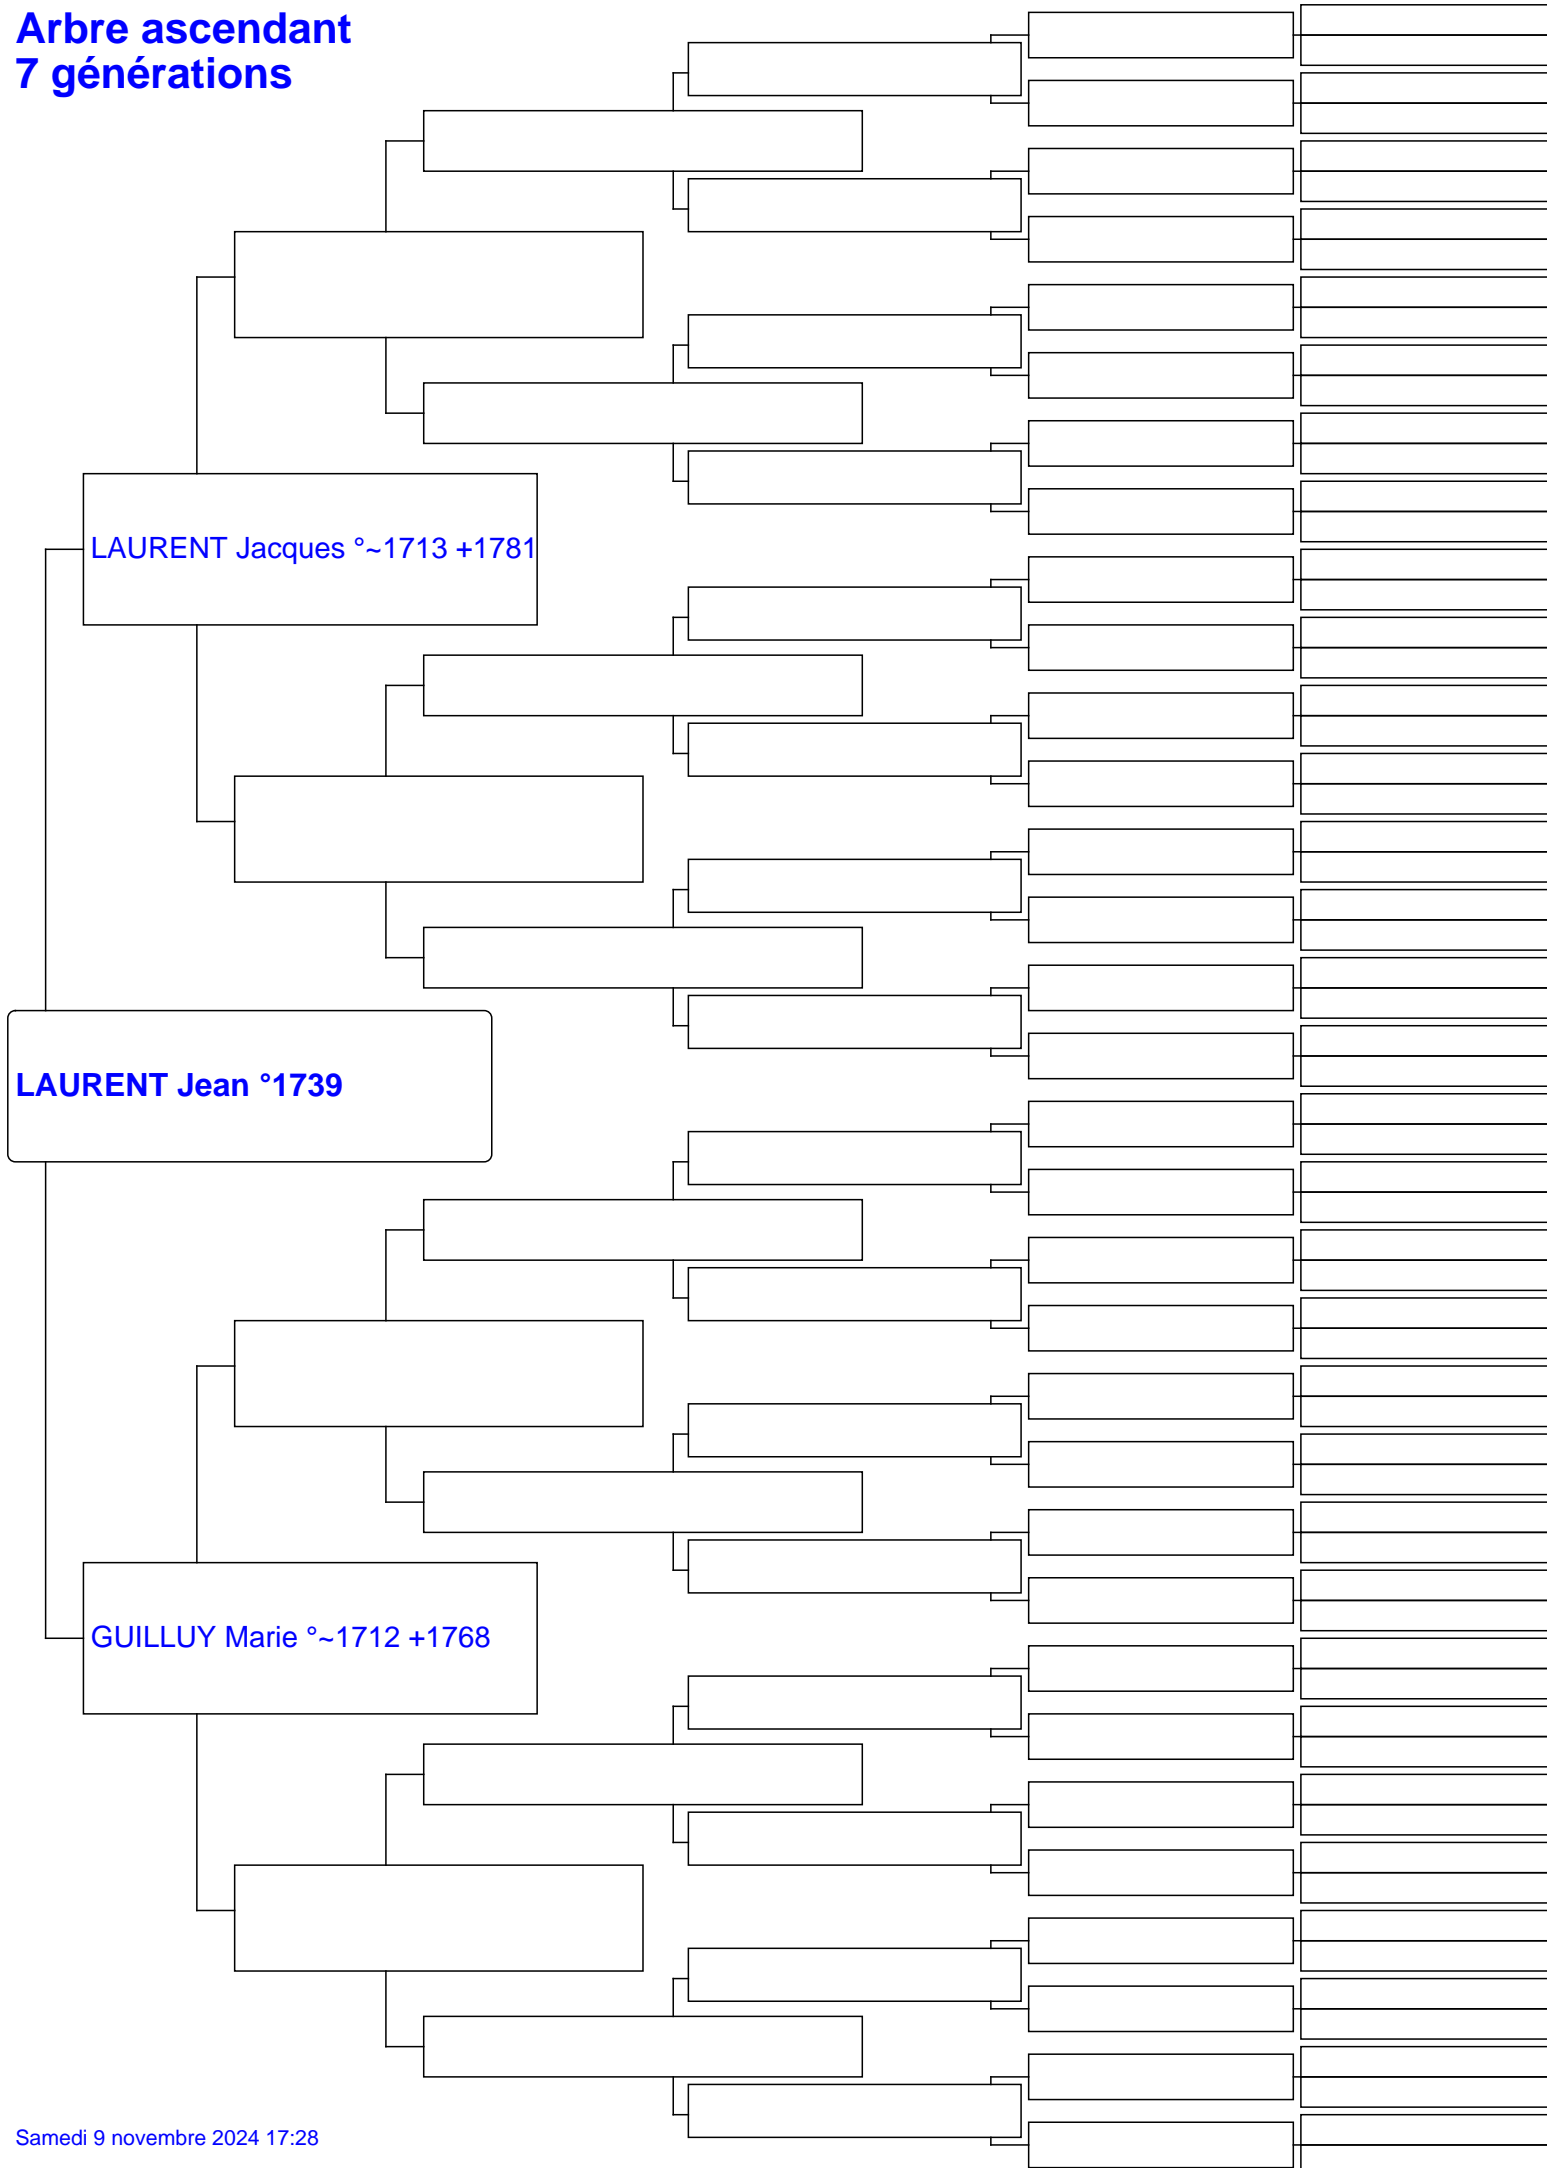 Arbre ascendant
7 générations
LAURENT Jacques °~1713 +1781
LAURENT Jean °1739
GUILLUY Marie °~1712 +1768
Samedi 9 novembre 2024 17:28